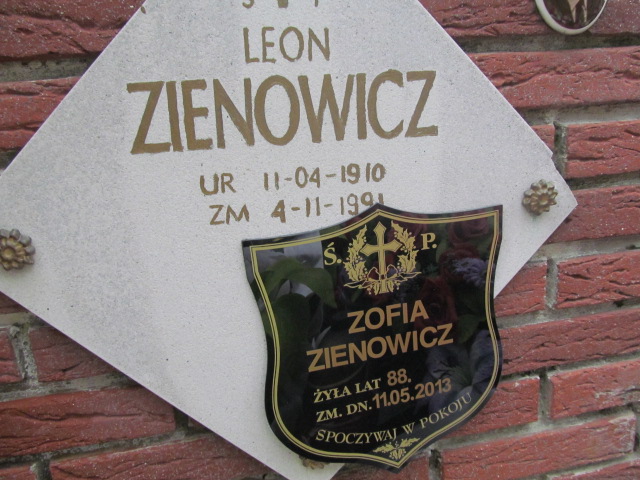 LEON
ZIENOWICZ
UR 11-04-1910
ZM 4-11-1991
Ś. P.
ZOFIA
ZIENOWICZ
ŻYŁA LAT 88.
ZM. DN. 11.05.2013
SPOCZYWAJ W POKOJU